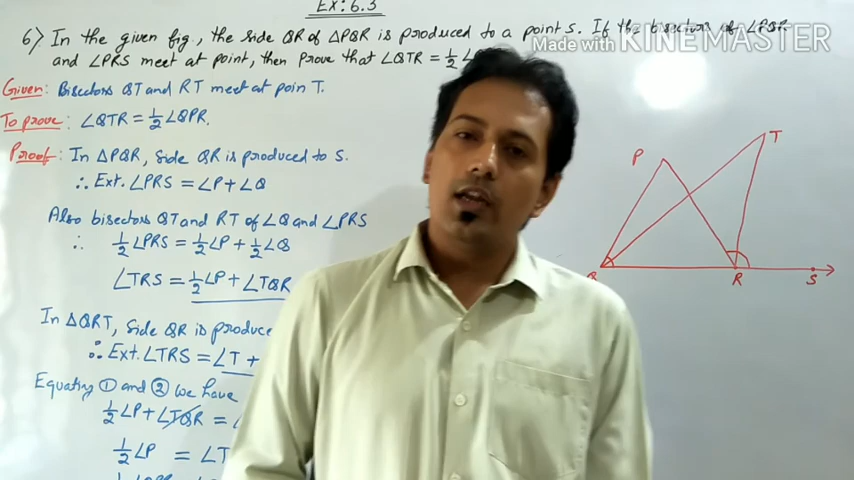 Ex: 6.3
6) In the given fig., the side QR of ΔPQR is produced to a point S. If the bisectors of ∠PQR
and ∠PRS meet at point, then prove that ∠QTR = 1/2 ∠
Made with KINEMASTER
Given: Bisectors QT and RT meet at poin T.
To prove: ∠QTR = 1/2 ∠QPR.
Proof: In ΔPQR, Side QR is produced to S.
∴ Ext. ∠PRS = ∠P + ∠Q
Also bisectors QT and RT of ∠Q and ∠PRS
∴ 1/2 ∠PRS = 1/2 ∠P + 1/2 ∠Q
∠TRS = 1/2 ∠P + ∠TQR
In ΔQRT, Side QR is produce
∴ Ext. ∠TRS = ∠T +
Equating ① and ② we have
1/2 ∠P + ∠TQR = ∠
1/2 ∠P = ∠T
P
T
R
S